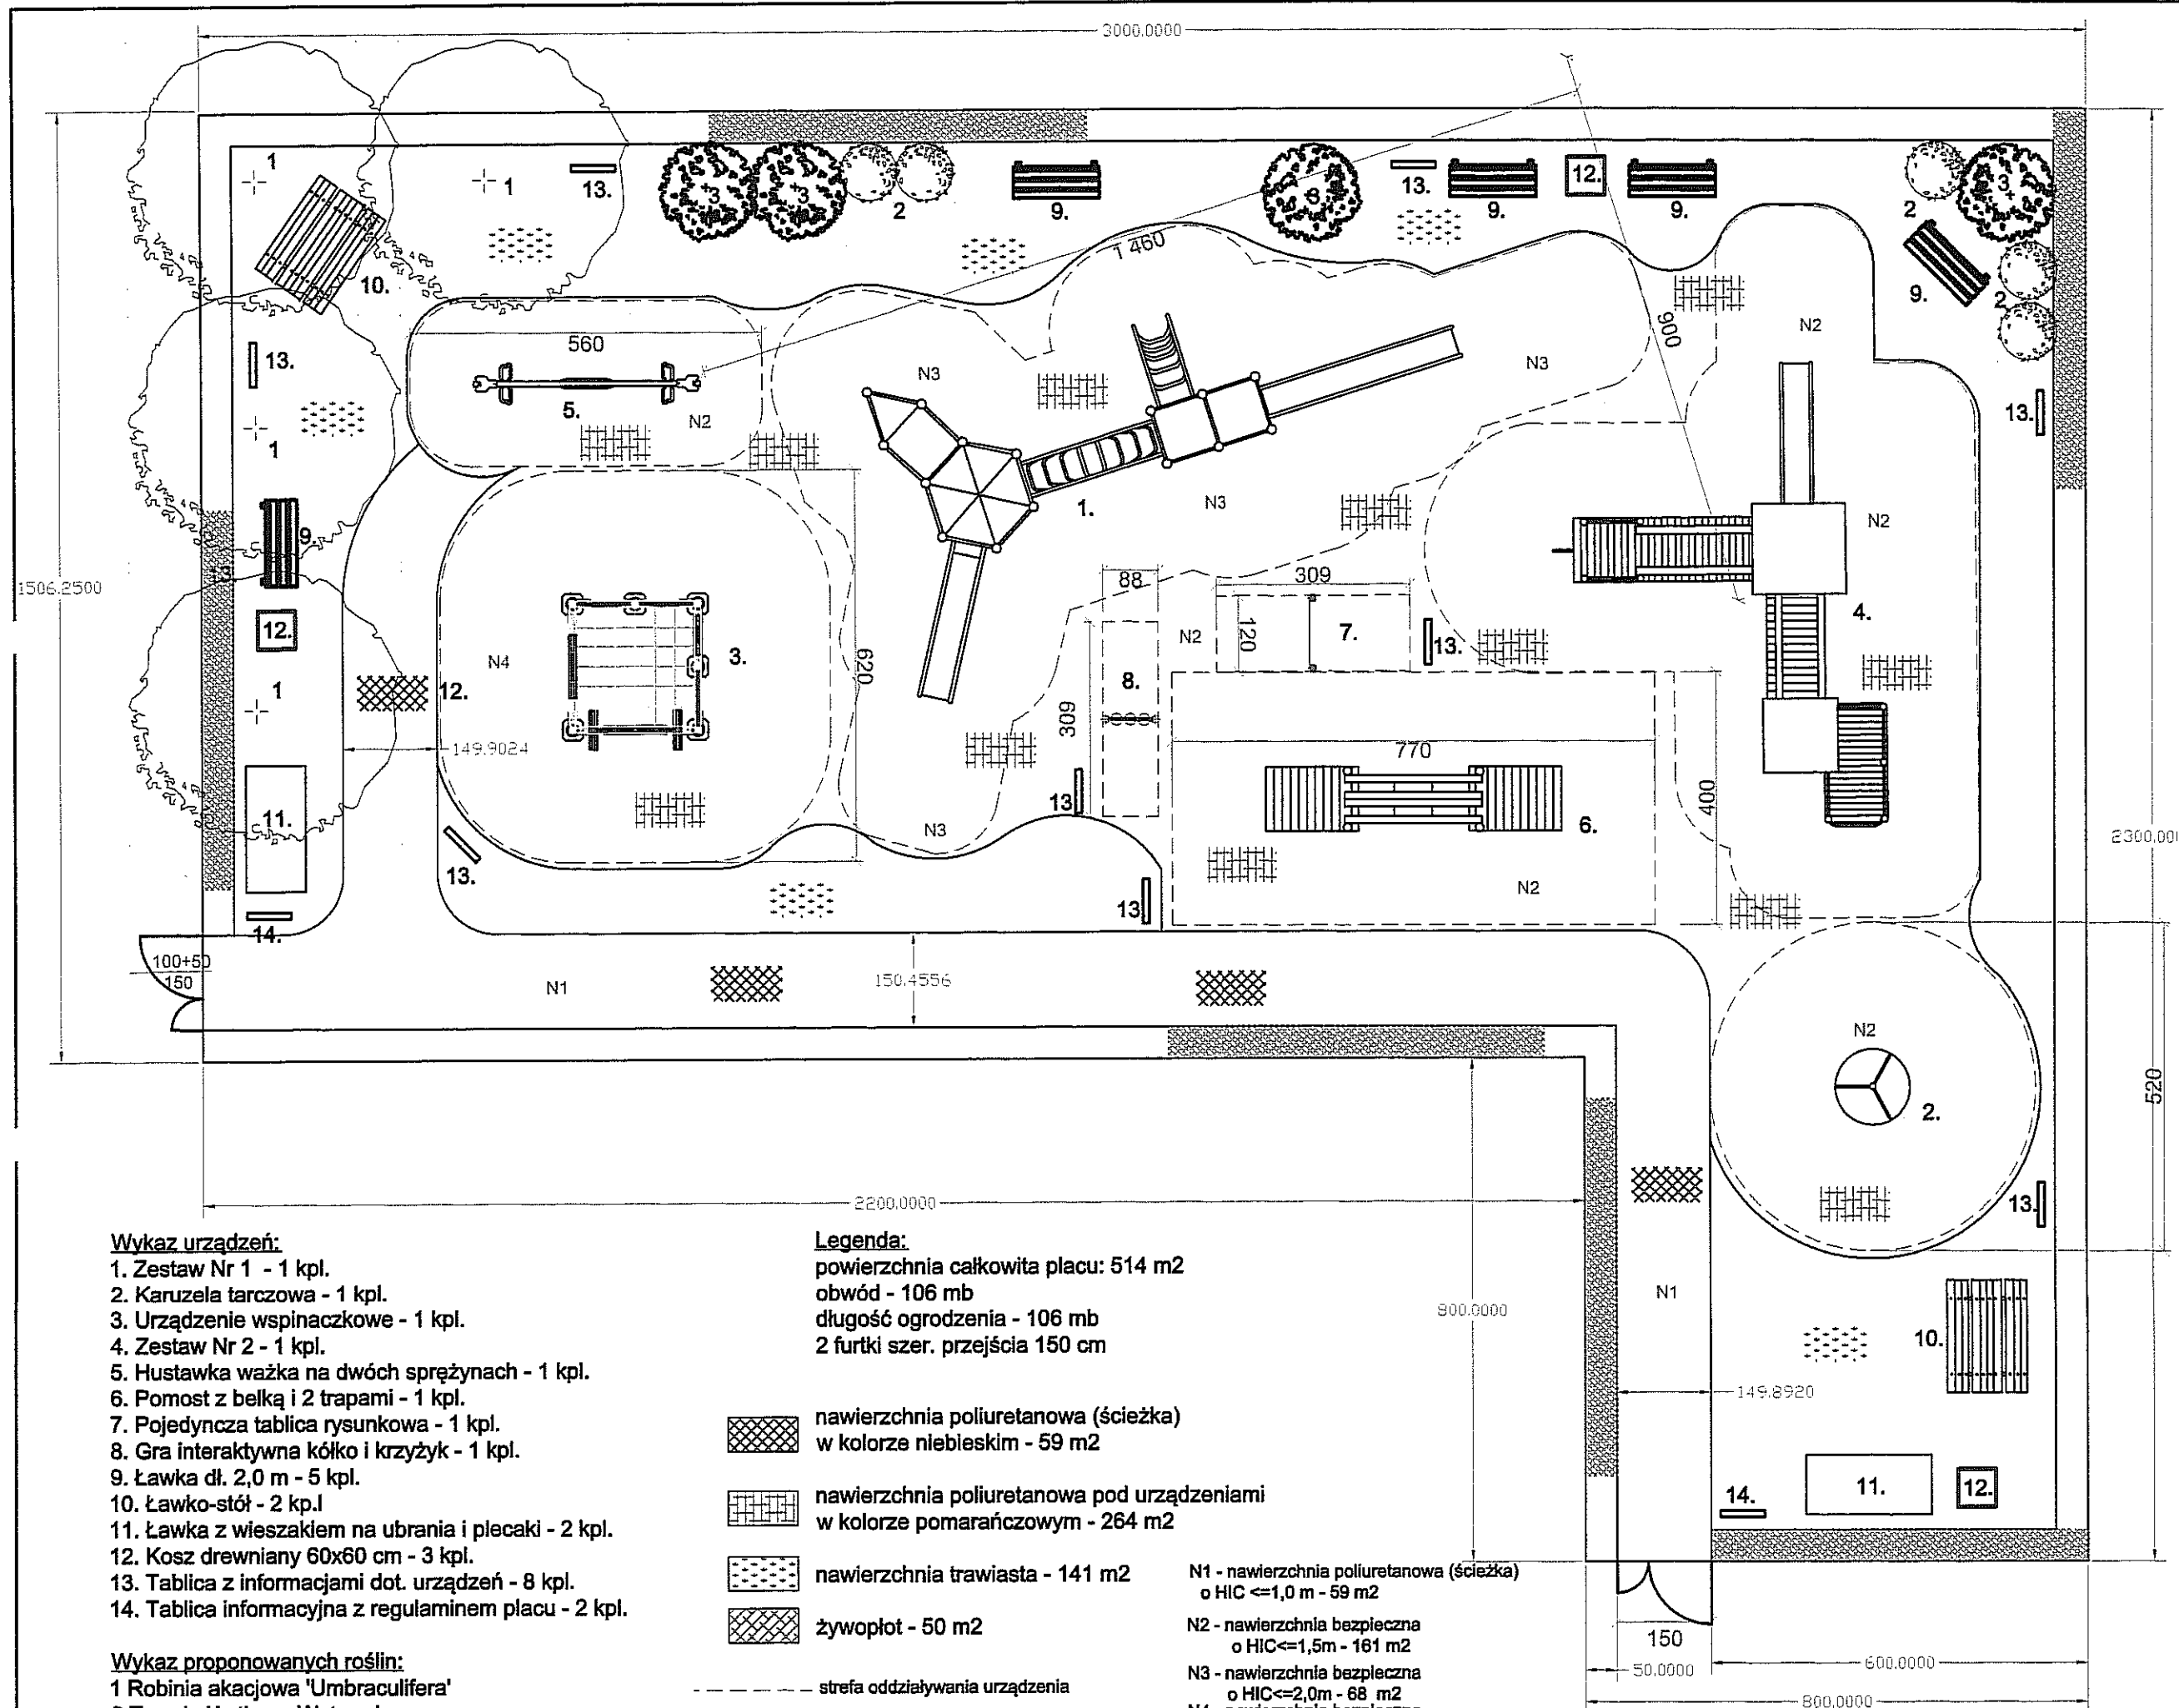 3000.0000
1
1
13.
3
3
2
9.
3
13.
9.
12.
9.
2
3
10.
1 460
9.
2
13.
560
5.
N2
N3
N3
900
N2
13.
1
1.
N3
N2
9.
1506.2500
88
309
12.
3.
N2
120
7.
13.
4.
N4
620
8.
1
12.
309
149.9024
770
400
11.
13
6.
13.
N3
N2
2300.00
13
14.
100+50
150
N1
150.4556
N2
520
2.
2200.0000
13.
800.0000
N1
10.
149.8920
14.
11.
12.
150
50.0000
600.0000
800.0000
Wykaz urządzeń:
1. Zestaw Nr 1 - 1 kpl.
2. Karuzela tarczowa - 1 kpl.
3. Urządzenie wspinaczkowe - 1 kpl.
4. Zestaw Nr 2 - 1 kpl.
5. Hustawka ważka na dwóch sprężynach - 1 kpl.
6. Pomost z belką i 2 trapami - 1 kpl.
7. Pojedyncza tablica rysunkowa - 1 kpl.
8. Gra interaktywna kółko i krzyżyk - 1 kpl.
9. Ławka dł. 2,0 m - 5 kpl.
10. Ławko-stół - 2 kp.l
11. Ławka z wieszakiem na ubrania i plecaki - 2 kpl.
12. Kosz drewniany 60x60 cm - 3 kpl.
13. Tablica z informacjami dot. urządzeń - 8 kpl.
14. Tablica informacyjna z regulaminem placu - 2 kpl.
Wykaz proponowanych roślin:
1 Robinia akacjowa 'Umbraculifera'
Legenda:
powierzchnia całkowita placu: 514 m2
obwód - 106 mb
długość ogrodzenia - 106 mb
2 furtki szer. przejścia 150 cm
nawierzchnia poliuretanowa (ścieżka)
w kolorze niebieskim - 59 m2
nawierzchnia poliuretanowa pod urządzeniami
w kolorze pomarańczowym - 264 m2
nawierzchnia trawiasta - 141 m2
żywopłot - 50 m2
strefa oddziaływania urządzenia
N1 - nawierzchnia poliuretanowa (ścieżka)
o HIC <=1,0 m - 59 m2
N2 - nawierzchnia bezpieczna
o HIC<=1,5m - 161 m2
N3 - nawierzchnia bezpieczna
o HIC<=2,0m - 68 m2